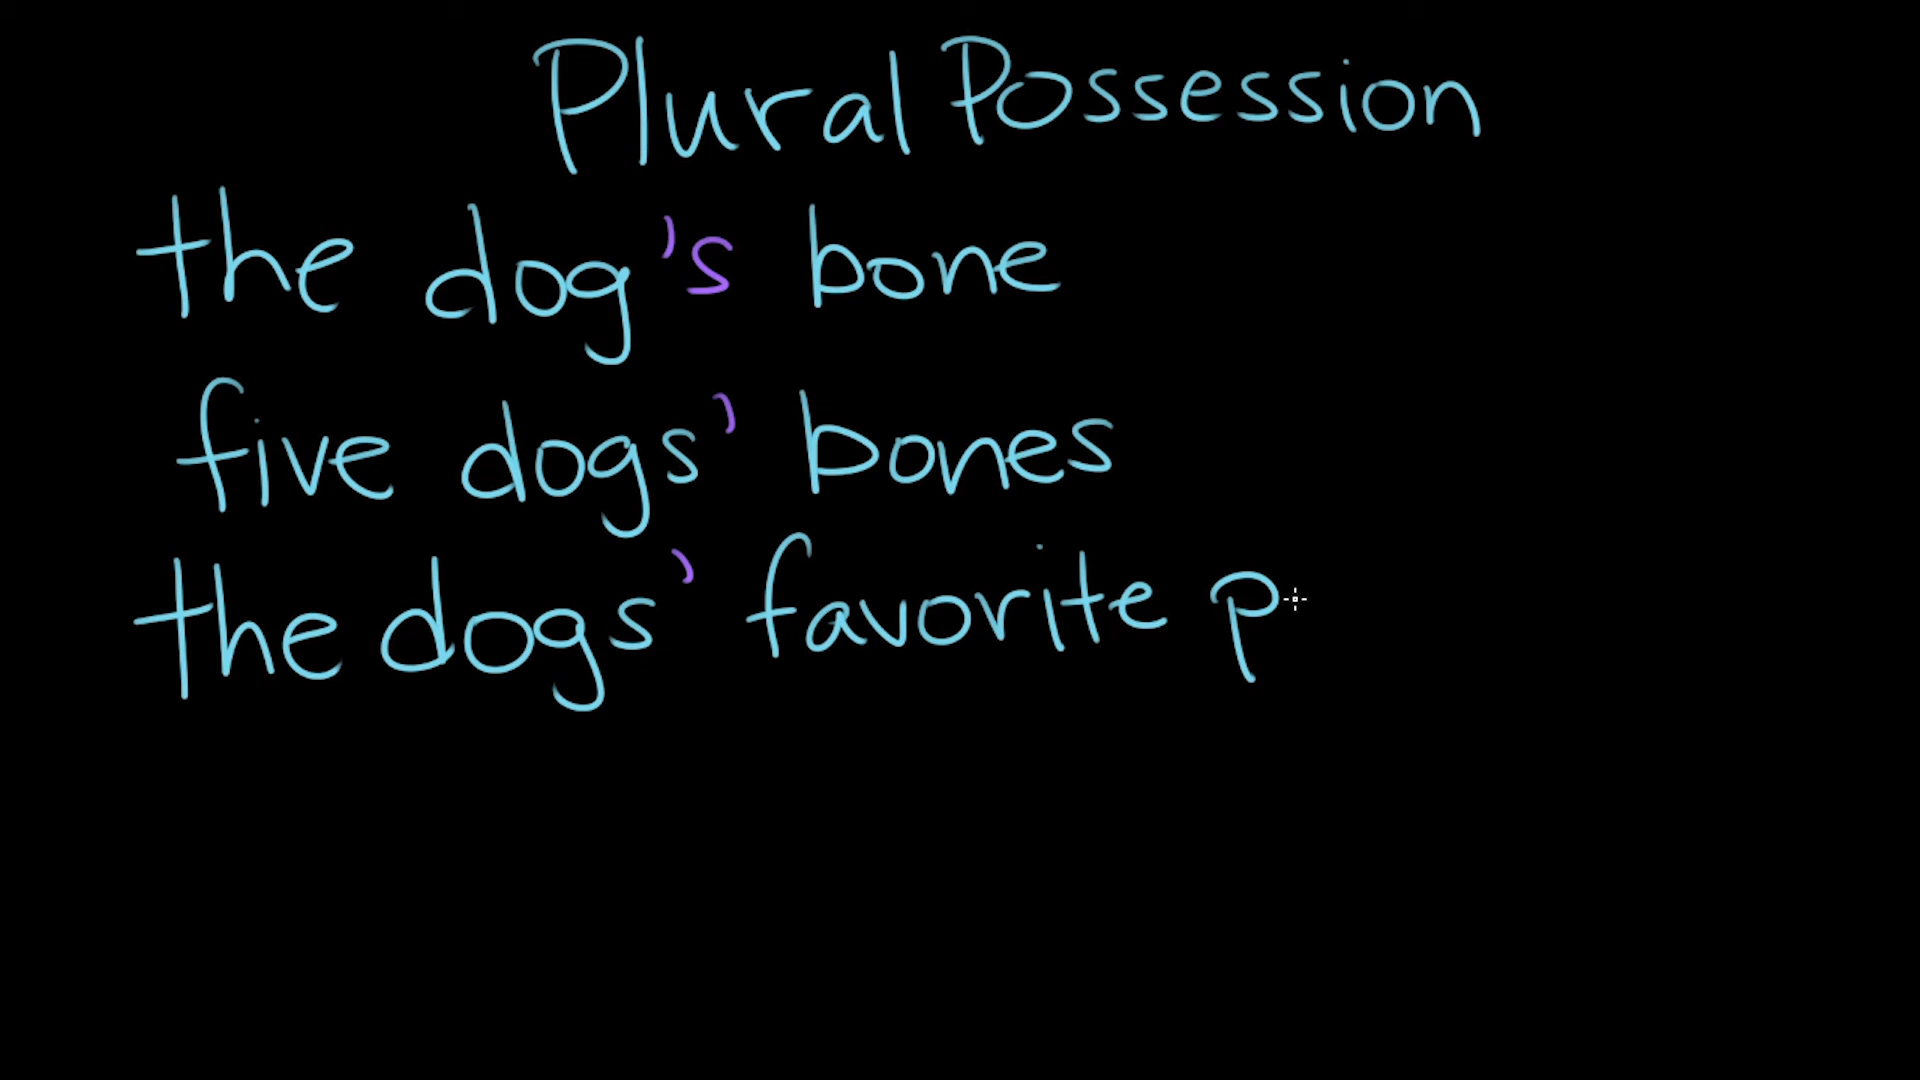 Plural Possession
the dog's bone
five dogs' bones
the dogs' favorite p